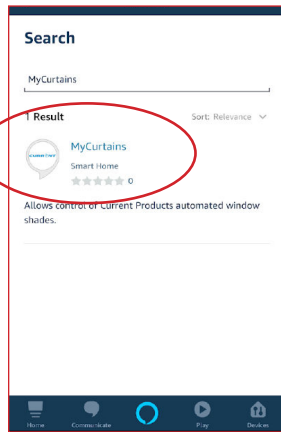 Search
MyCurtains
1 Result
Sort: Relevance
MyCurtains
Smart Home
0
Allows control of Current Products automated window
shades.
Home Communicate Play Devices